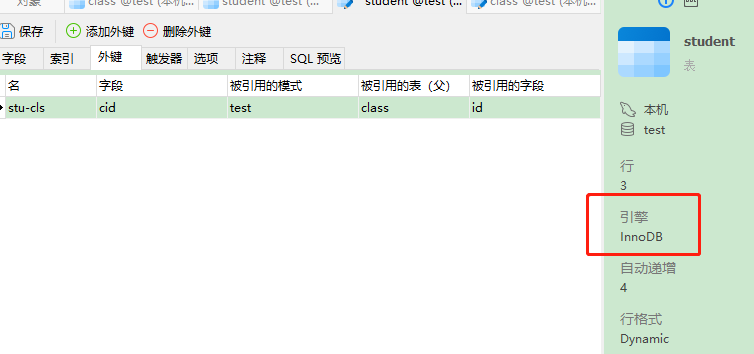 对象 class @test (本机... student @test (... student @test (... class @test (本机...
保存 添加外键 删除外键
字段 索引 外键 触发器 选项 注释 SQL 预览
名 字段 被引用的模式 被引用的表（父） 被引用的字段
stu-cls cid test class id
student
表
本机
test
行
3
引擎
InnoDB
自动递增
4
行格式
Dynamic